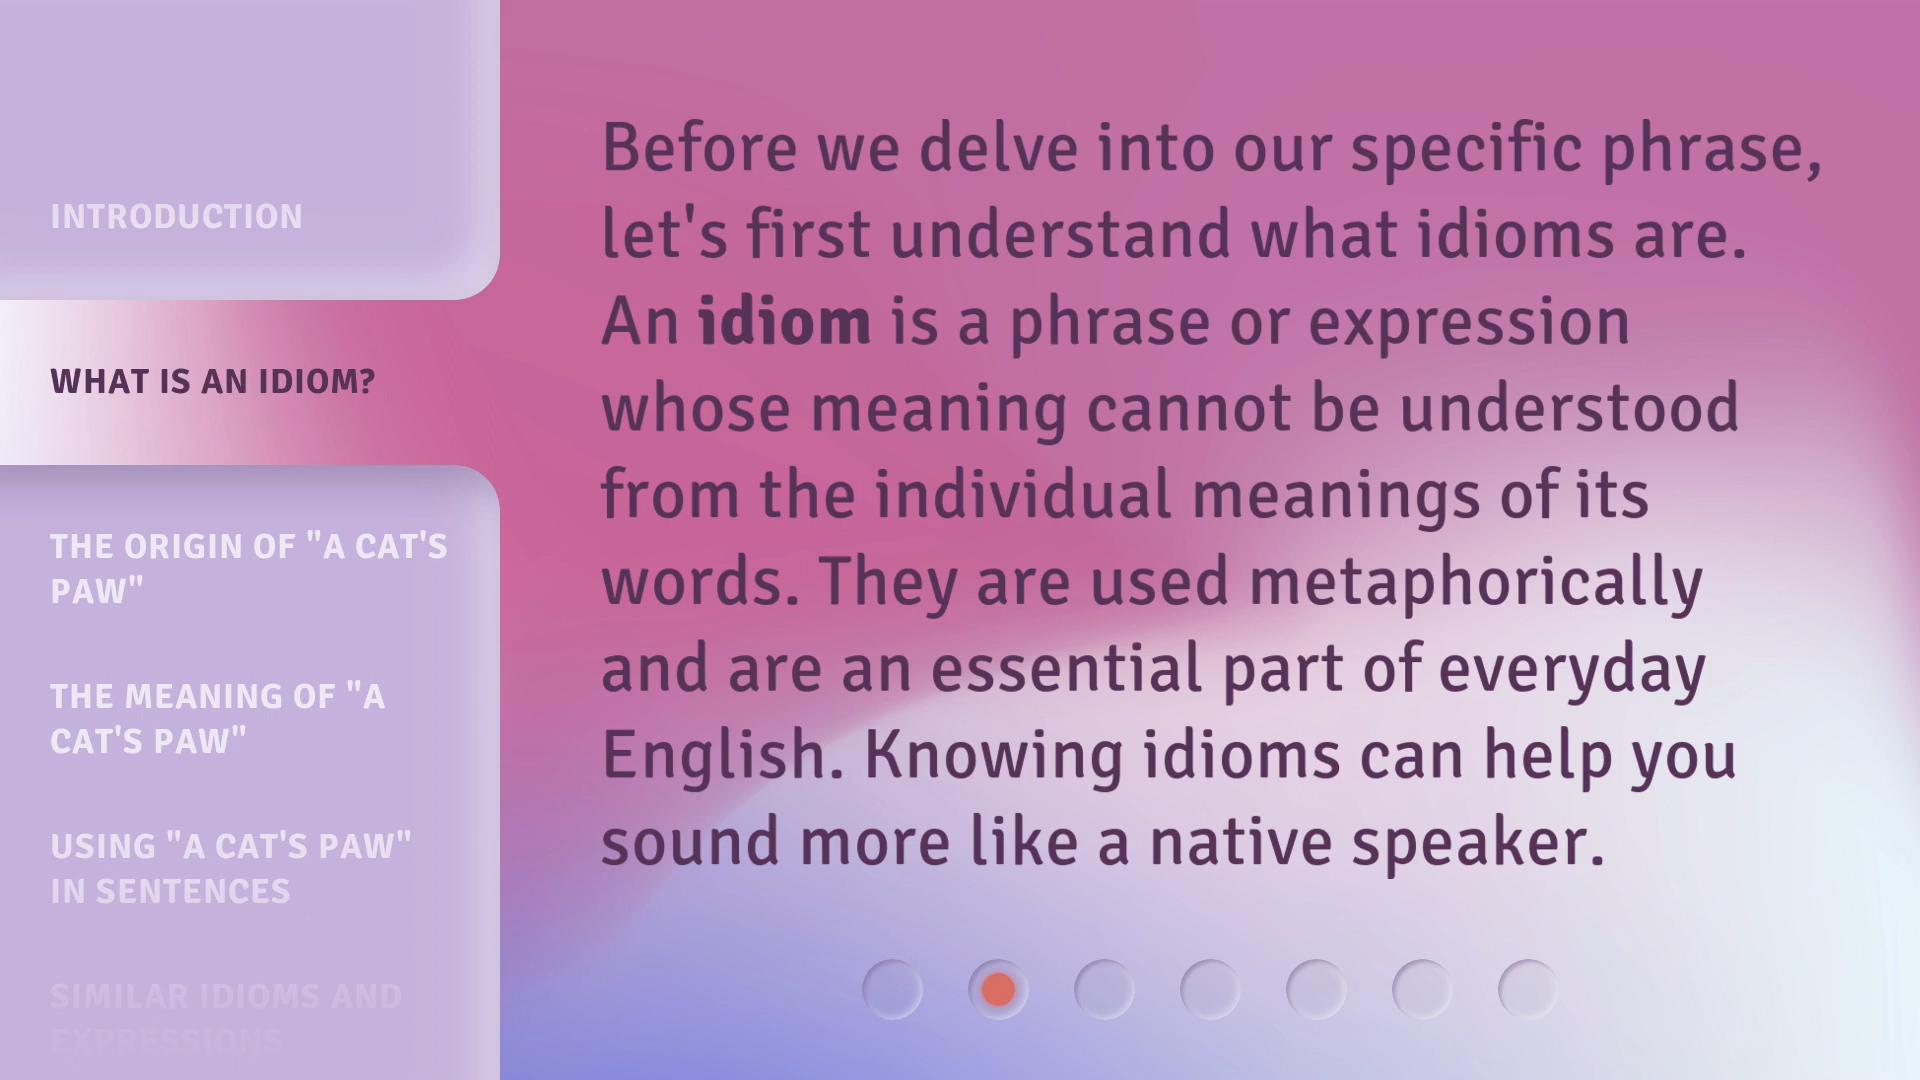 INTRODUCTION
WHAT IS AN IDIOM?
THE ORIGIN OF "A CAT'S
PAW"
THE MEANING OF "A
CAT'S PAW"
USING "A CAT'S PAW"
IN SENTENCES
SIMILAR IDIOMS AND
EXPRESSIONS
Before we delve into our specific phrase,
let's first understand what idioms are.
An idiom is a phrase or expression
whose meaning cannot be understood
from the individual meanings of its
words. They are used metaphorically
and are an essential part of everyday
English. Knowing idioms can help you
sound more like a native speaker.